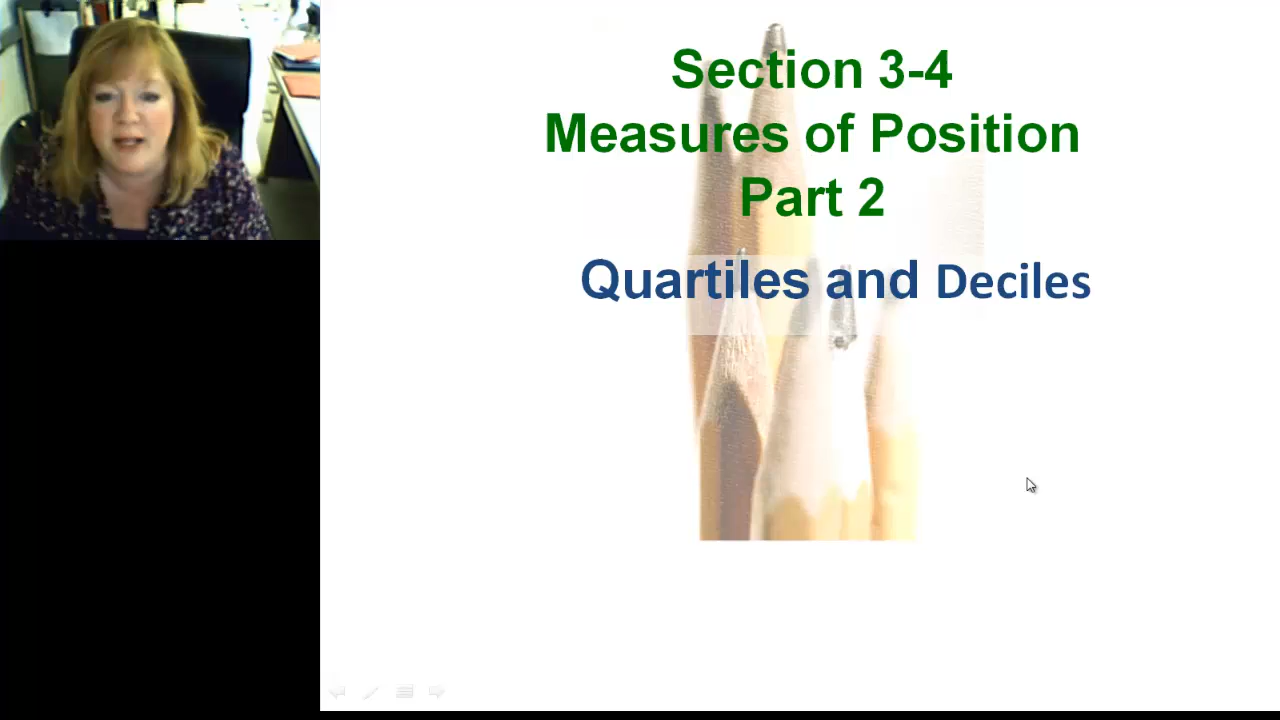 Section 3-4
Measures of Position
Part 2
Quartiles and Deciles